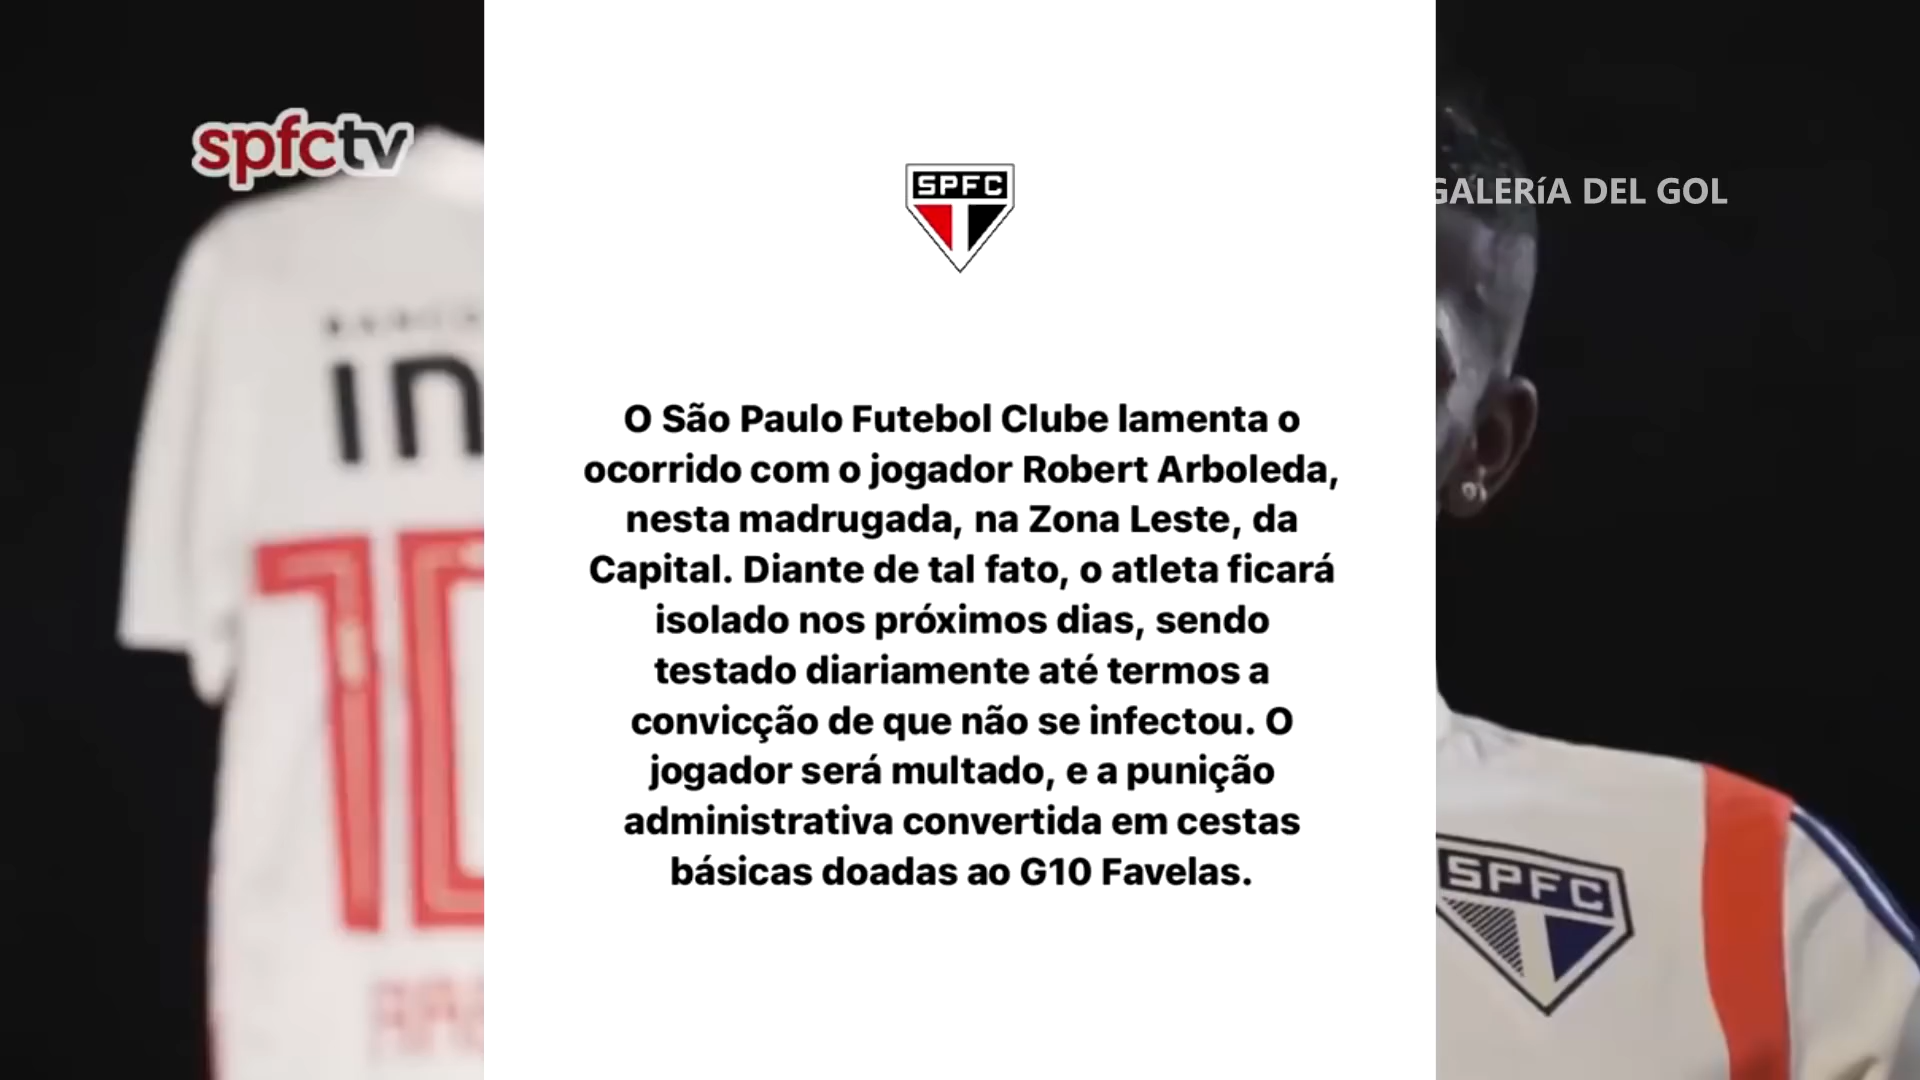 spfctv
GALERíA DEL GOL
SPFC
O São Paulo Futebol Clube lamenta o
ocorrido com o jogador Robert Arboleda,
nesta madrugada, na Zona Leste, da
Capital. Diante de tal fato, o atleta ficará
isolado nos próximos dias, sendo
testado diariamente até termos a
convicção de que não se infectou. O
jogador será multado, e a punição
administrativa convertida em cestas
básicas doadas ao G10 Favelas.
10
SPFC